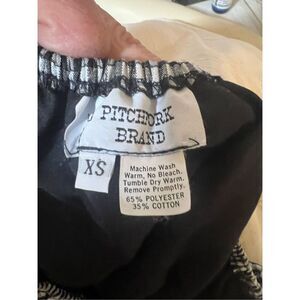 PITCHFORK
BRAND
XS
Machine Wash
Warm, No Bleach.
Tumble Dry Warm.
Remove Promptly.
65% POLYESTER
35% COTTON